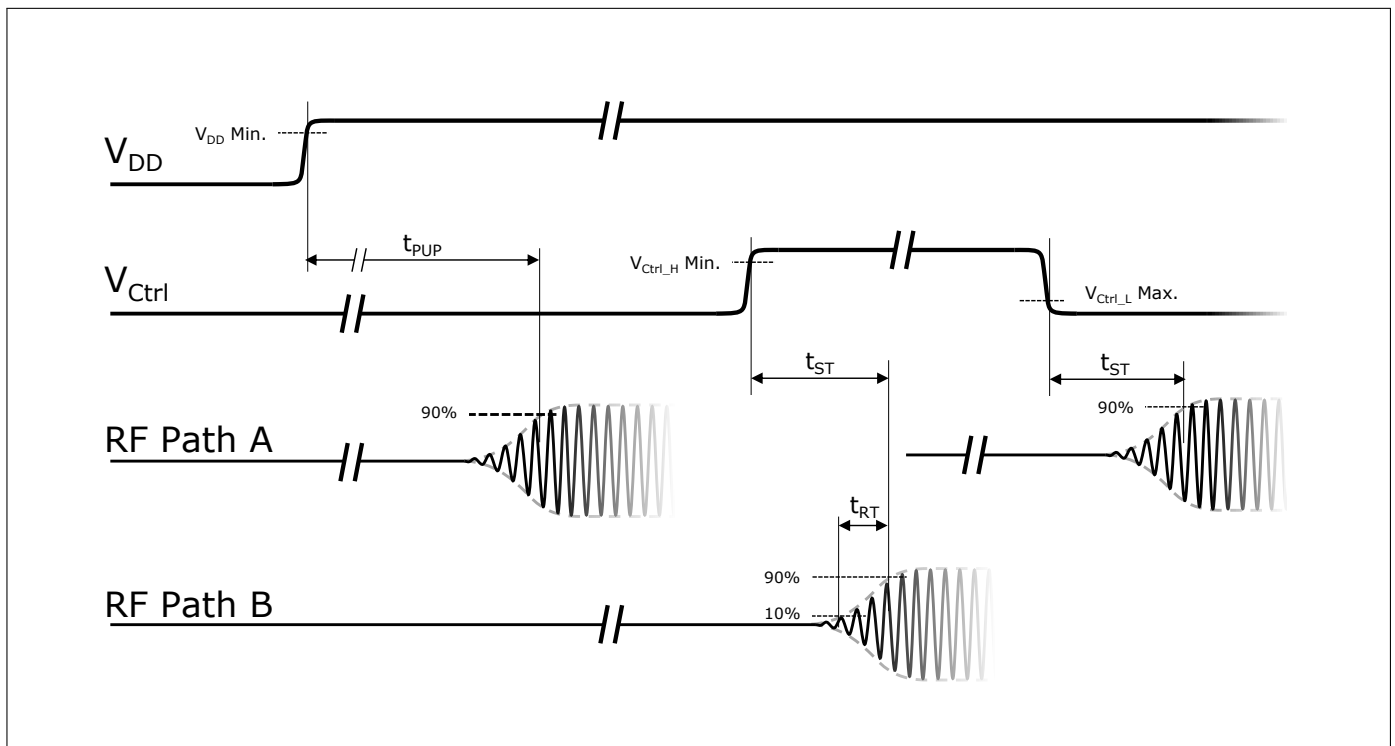 V_DD Min.
V_DD
t_PUP
V_Ctrl_H Min.
V_Ctrl
V_Ctrl_L Max.
t_ST
t_ST
90%
90%
RF Path A
t_RT
90%
RF Path B
10%